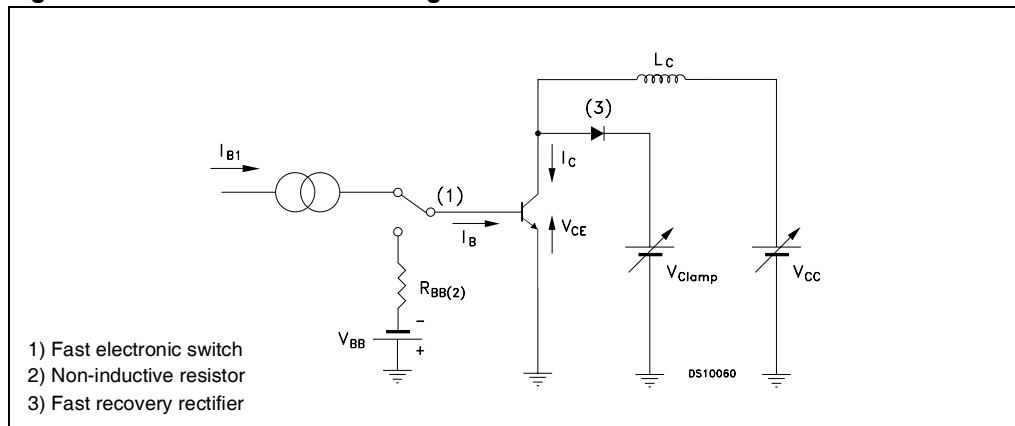 L_C
(3)
I_B1
I_C
(1)
I_B
V_CE
V_Clamp
V_CC
R_BB(2)
V_BB
-
+
DS10060
1) Fast electronic switch
2) Non-inductive resistor
3) Fast recovery rectifier